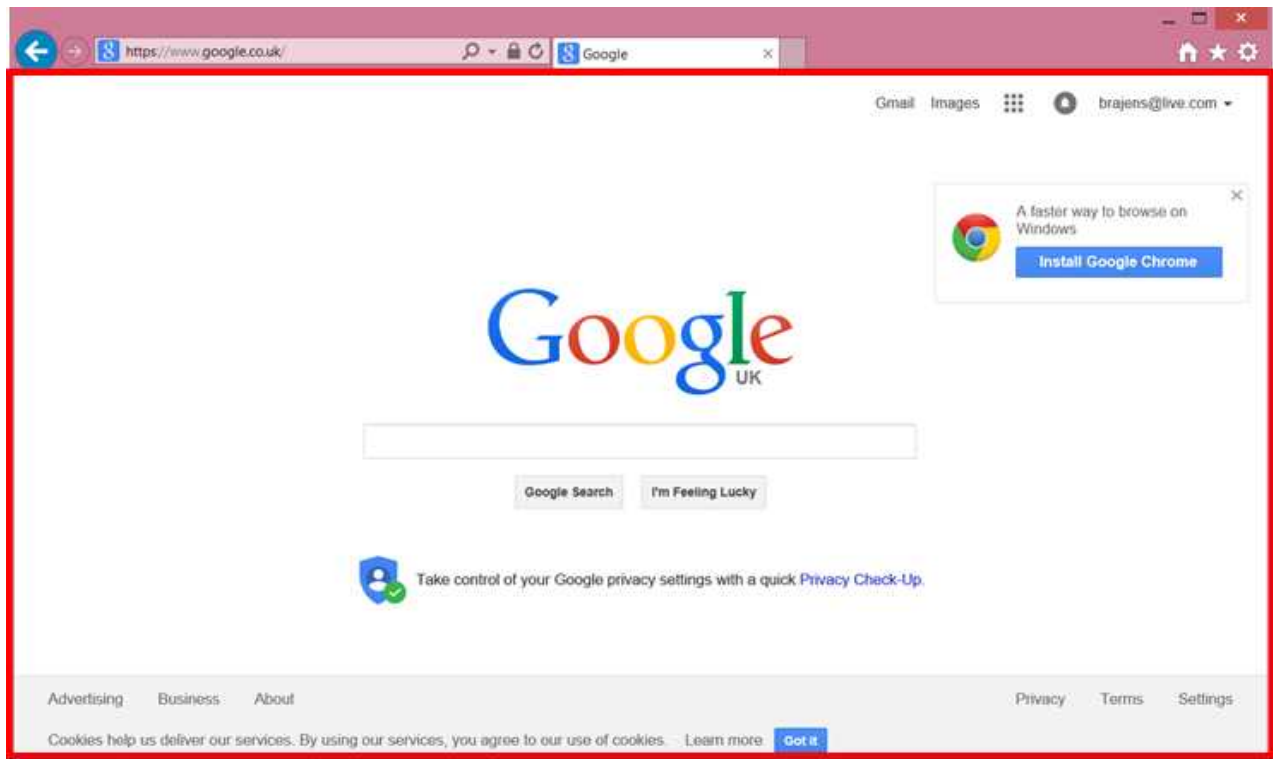 https://www.google.co.uk/
Google
Gmail Images brajens@live.com
A faster way to browse on
Windows
Install Google Chrome
Google
UK
Google Search I'm Feeling Lucky
Take control of your Google privacy settings with a quick Privacy Check-Up.
Advertising Business About Privacy Terms Settings
Cookies help us deliver our services. By using our services, you agree to our use of cookies. Learn more Got it